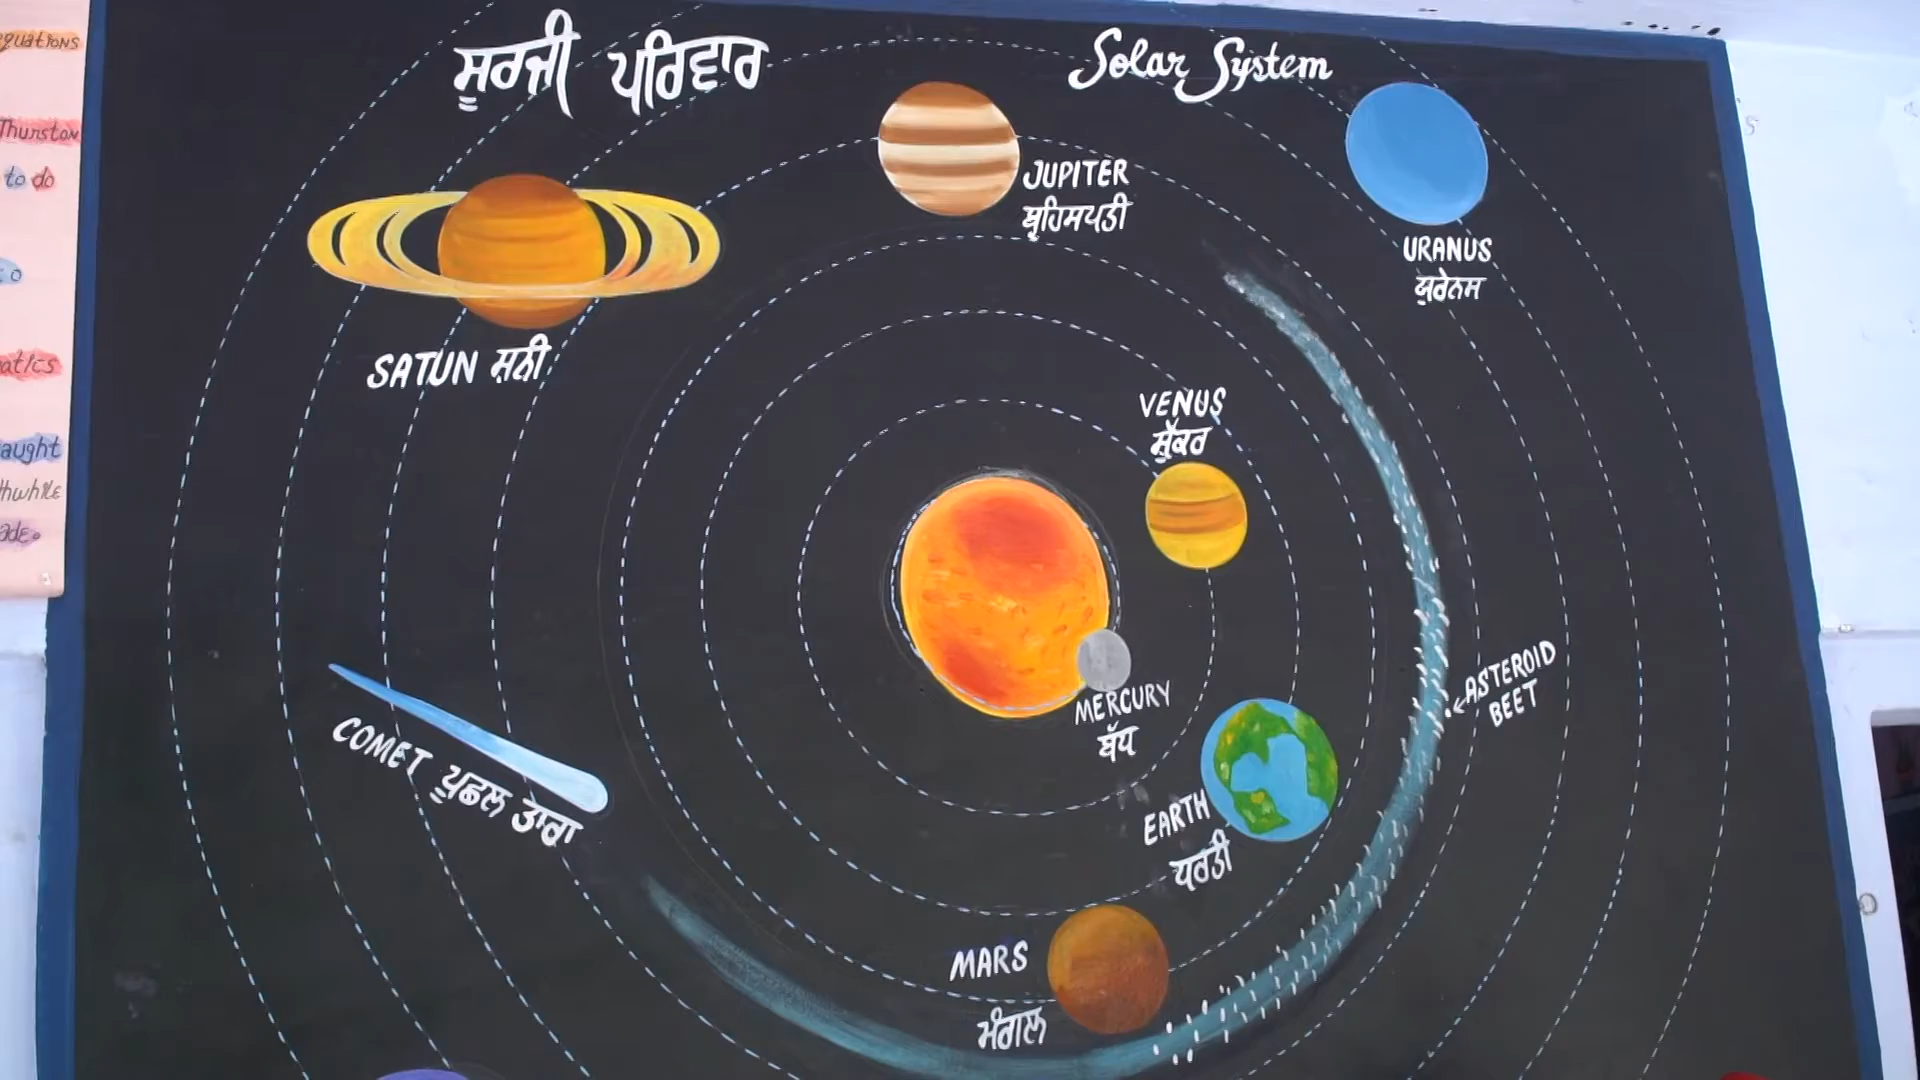 equations
Thurston
to do
atics
aught
thwhile
ade.
ਸੂਰਜੀ ਪਰਿਵਾਰ
Solar System
JUPITER
ਬ੍ਰਹਿਸਪਤੀ
URANUS
ਯੂਰੇਨਸ
SATUN ਸ਼ਨੀ
VENUS
ਸ਼ੁੱਕਰ
MERCURY
ਬੁੱਧ
ASTEROID
BEET
COMET ਪੂਛਲ ਤਾਰਾ
EARTH
ਧਰਤੀ
MARS
ਮੰਗਲ